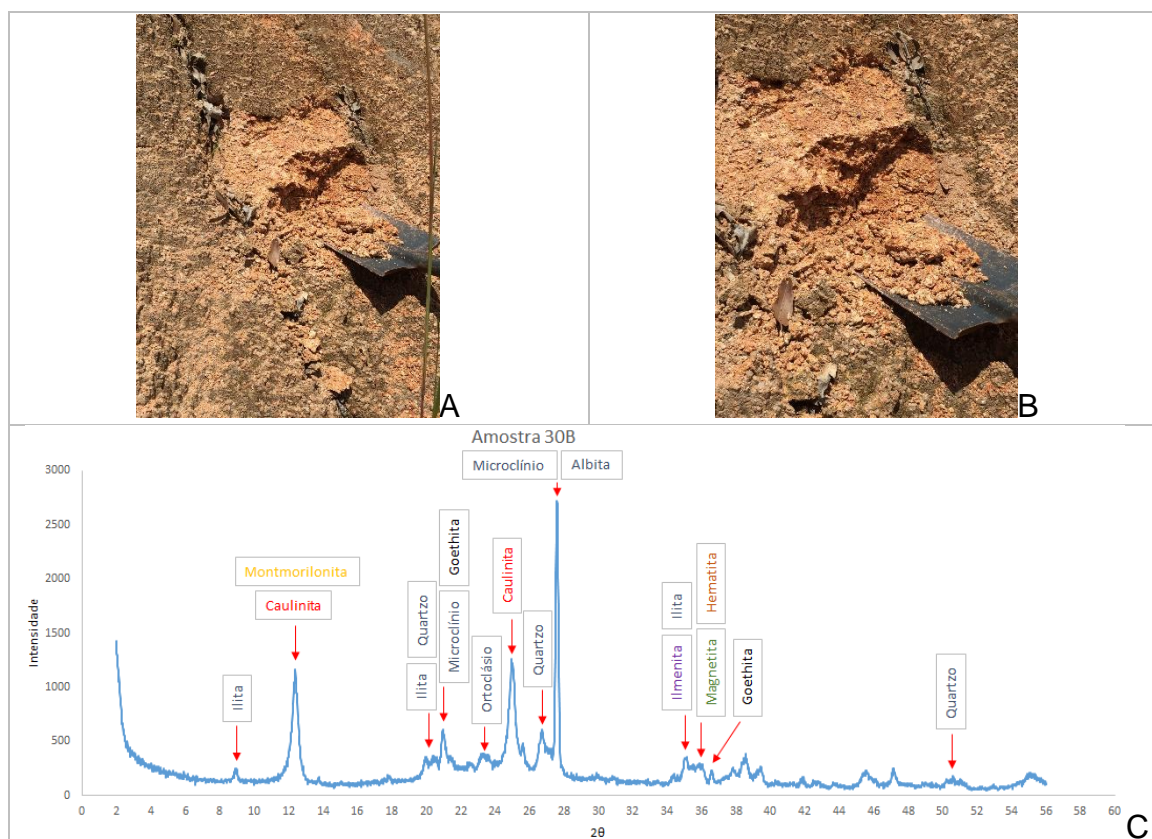 A
B
Amostra 30B
Microclínio
Albita
Goethita
Hematita
Montmorilonita
Caulinita
Quartzo
Caulinita
Ilita
Microclínio
Quartzo
Ilita
Ilita
Ortoclásio
Ilmenita
Magnetita
Goethita
Quartzo
Intensidade
3000
2500
2000
1500
1000
500
0
0 2 4 6 8 10 12 14 16 18 20 22 24 26 28 30 32 34 36 38 40 42 44 46 48 50 52 54 56 58 60
2θ
C